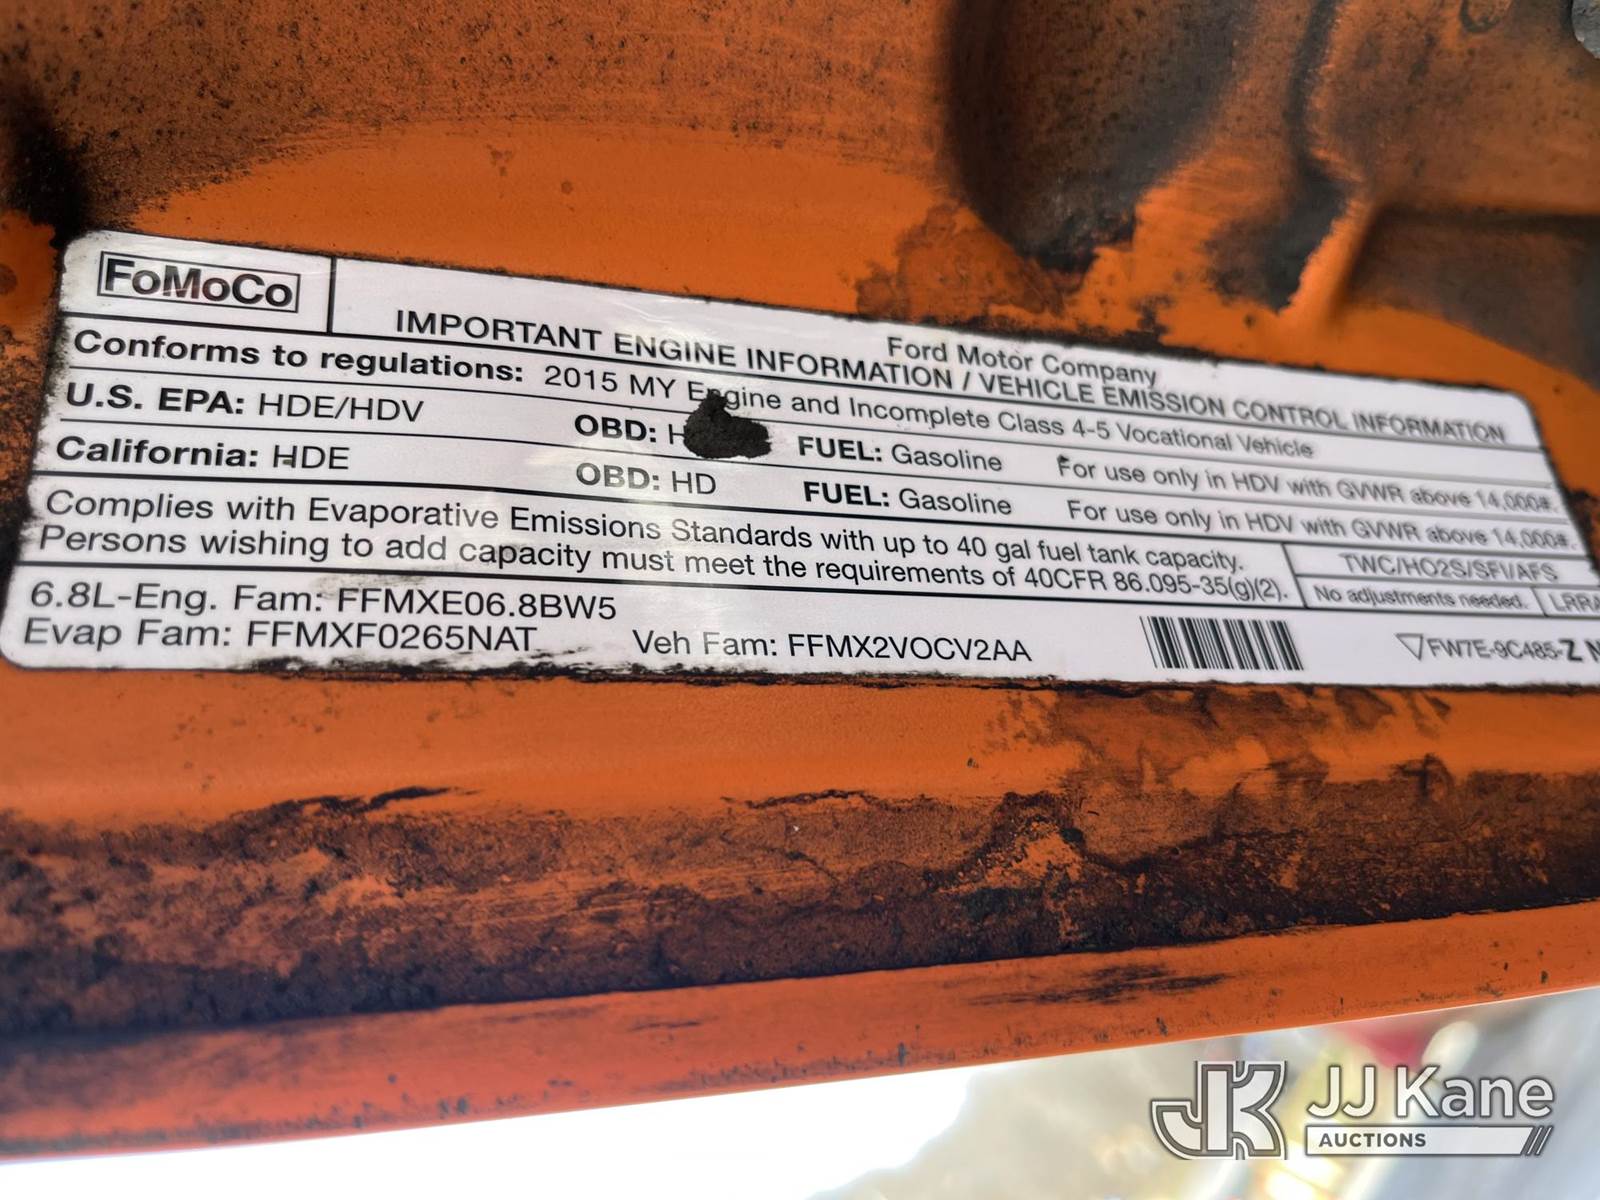 FoMoCo
Ford Motor Company
IMPORTANT ENGINE INFORMATION / VEHICLE EMISSION CONTROL INFORMATION
Conforms to regulations: 2015 MY Engine and Incomplete Class 4-5 Vocational Vehicle
U.S. EPA: HDE/HDV OBD: FUEL: Gasoline For use only in HDV with GVWR above 14,000#.
California: HDE OBD: HD FUEL: Gasoline For use only in HDV with GVWR above 14,000#.
Complies with Evaporative Emissions Standards with up to 40 gal fuel tank capacity.
Persons wishing to add capacity must meet the requirements of 40CFR 86.095-35(g)(2).
TWC/HO2S/SFI/AFS
No adjustments needed. LRRA
6.8L-Eng. Fam: FFMXE06.8BW5
Evap Fam: FFMXF0265NAT Veh Fam: FFMX2VOCV2AA
FW7E-9C485-Z
JJ Kane
AUCTIONS